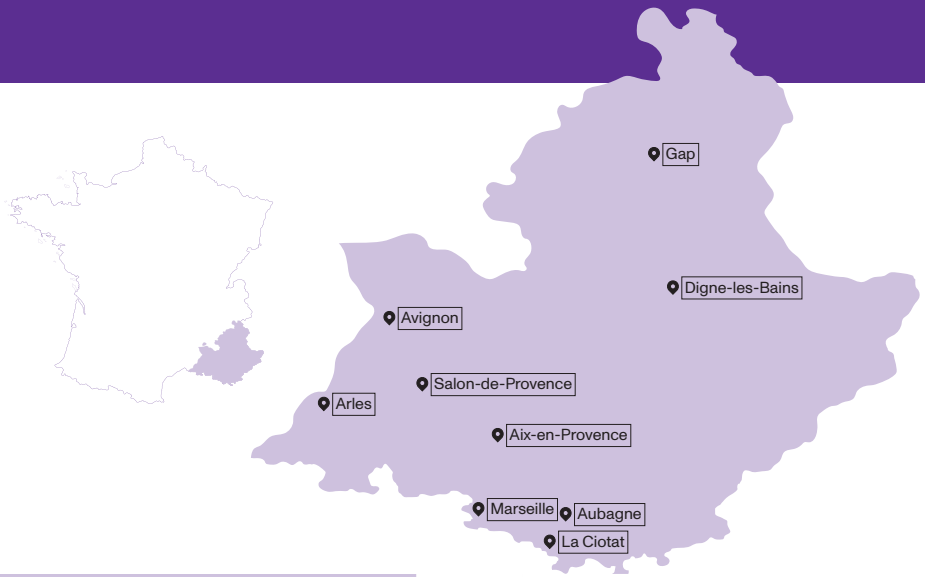 Gap
Digne-les-Bains
Avignon
Salon-de-Provence
Arles
Aix-en-Provence
Marseille
Aubagne
La Ciotat